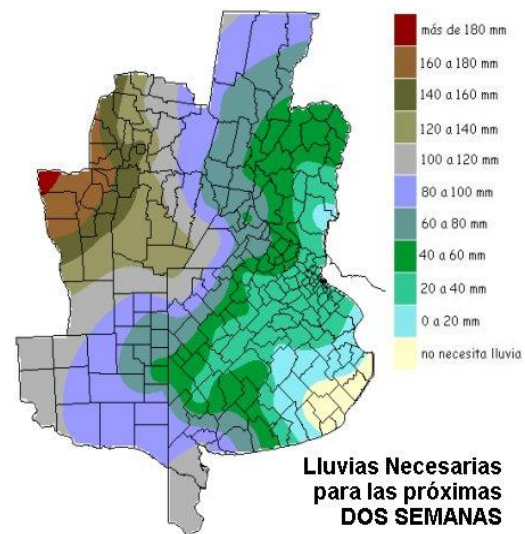 más de 180 mm
160 a 180 mm
140 a 160 mm
120 a 140 mm
100 a 120 mm
80 a 100 mm
60 a 80 mm
40 a 60 mm
20 a 40 mm
0 a 20 mm
no necesita lluvia
Lluvias Necesarias
para las próximas
DOS SEMANAS